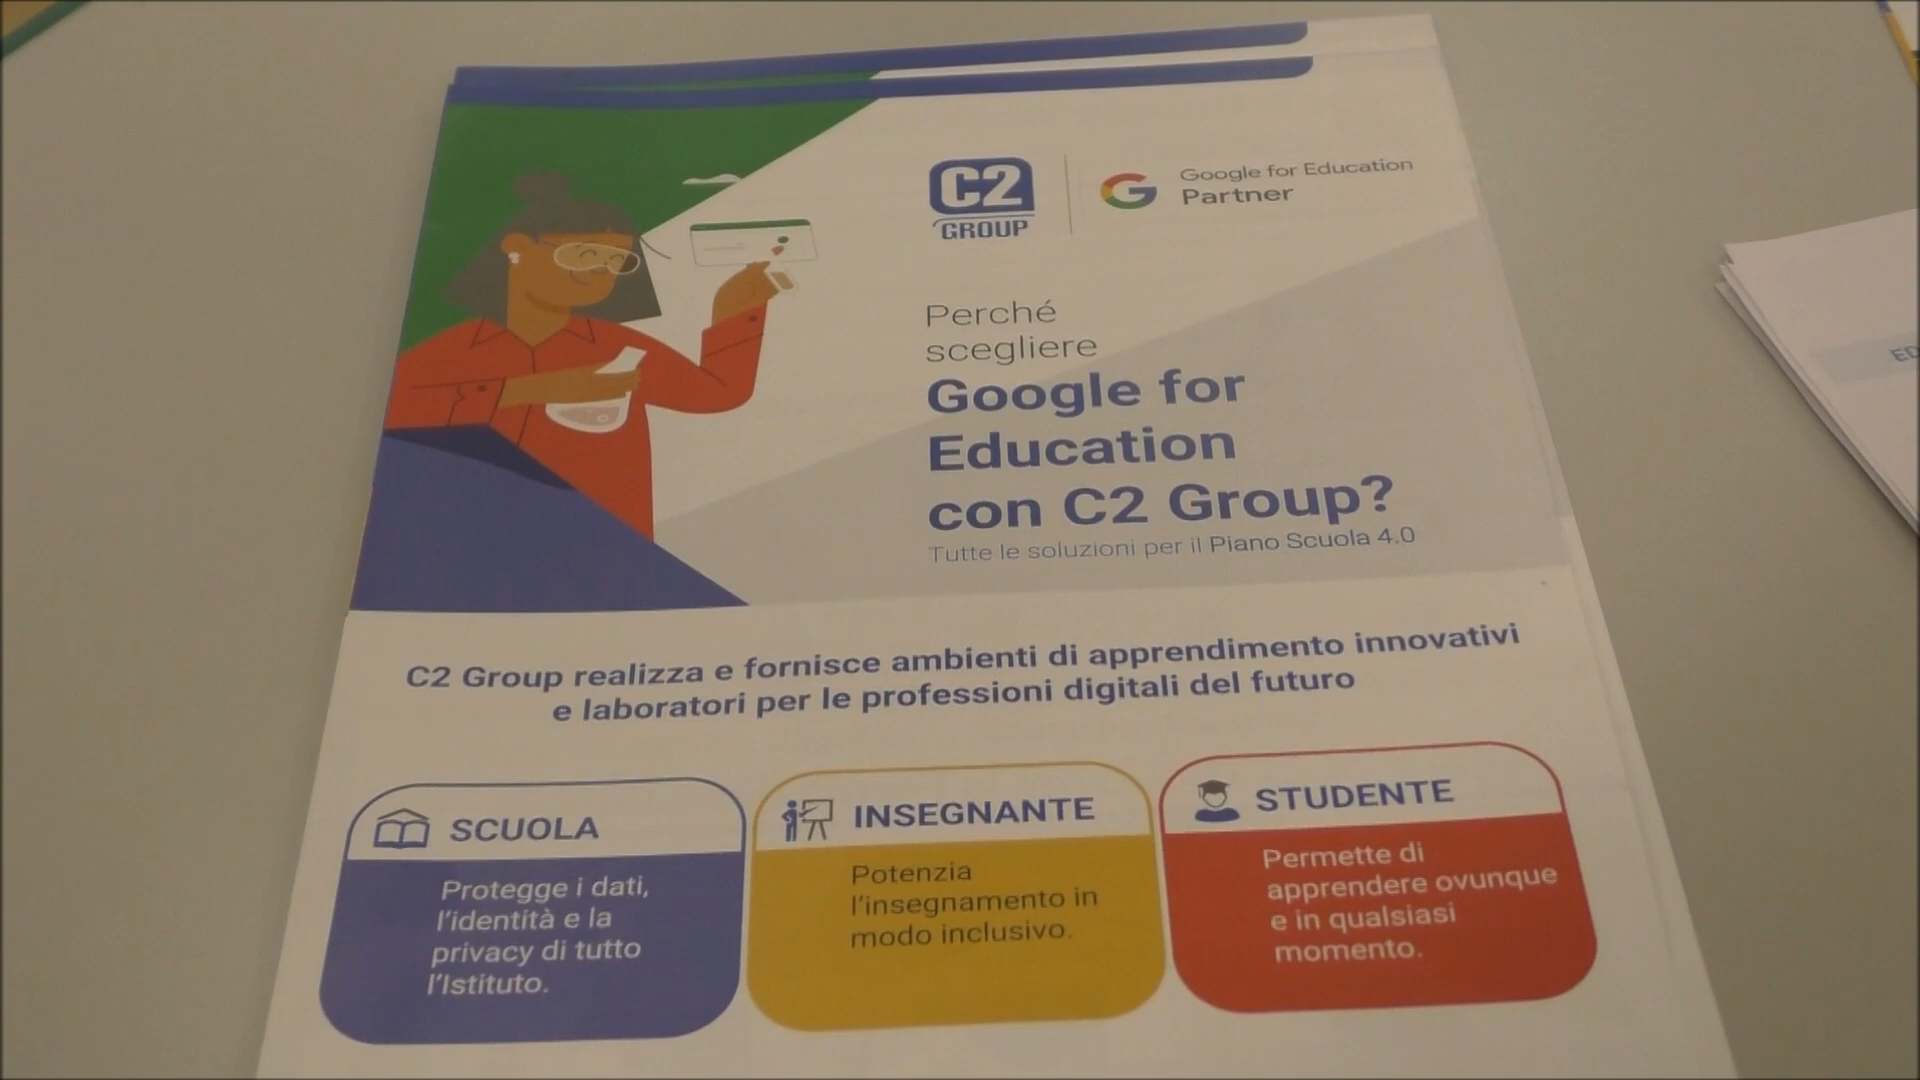 C2
GROUP
Google for Education
Partner
Perché
scegliere
Google for
Education
con C2 Group?
Tutte le soluzioni per il Piano Scuola 4.0
C2 Group realizza e fornisce ambienti di apprendimento innovativi
e laboratori per le professioni digitali del futuro
SCUOLA
Protegge i dati,
l'identità e la
privacy di tutto
l'Istituto.
INSEGNANTE
Potenzia
l'insegnamento in
modo inclusivo.
STUDENTE
Permette di
apprendere ovunque
e in qualsiasi
momento.